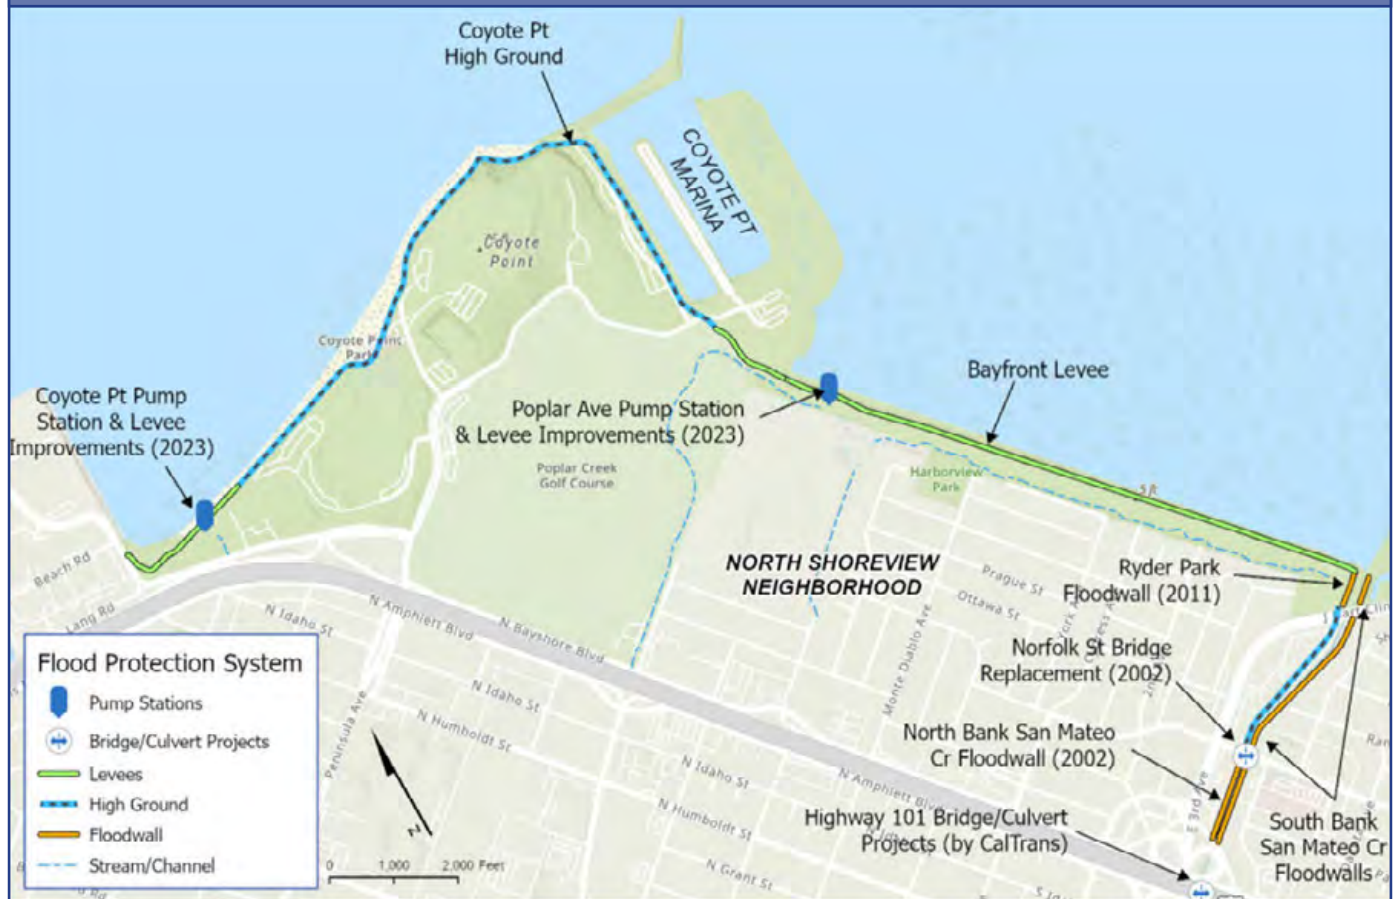 Coyote Pt
High Ground
COYOTE PT
MARINA
Coyote
Point
Coyote Point
Park
Coyote Pt Pump
Station & Levee
Improvements (2023)
Poplar Ave Pump Station
& Levee Improvements (2023)
Bayfront Levee
Poplar Creek
Golf Course
Harborview
Park
5 ft
Beach Rd
Lang Rd
NORTH SHOREVIEW
NEIGHBORHOOD
Prague St
Ottawa St
Ryder Park
Floodwall (2011)
N Idaho St
N Amphlett Blvd
N Bayshore Blvd
Monte Diablo Ave
Norfolk St Bridge
Replacement (2002)
N Idaho St
N Humboldt St
Peninsula Ave
North Bank San Mateo
Cr Floodwall (2002)
N Idaho St
N Amphlett Blvd
E 3rd Ave
N Humboldt St
Highway 101 Bridge/Culvert
Projects (by CalTrans)
South Bank
San Mateo Cr
Floodwalls
N Grant St
S Id
Flood Protection System
Pump Stations
Bridge/Culvert Projects
Levees
High Ground
Floodwall
Stream/Channel
N
0 1,000 2,000 Feet